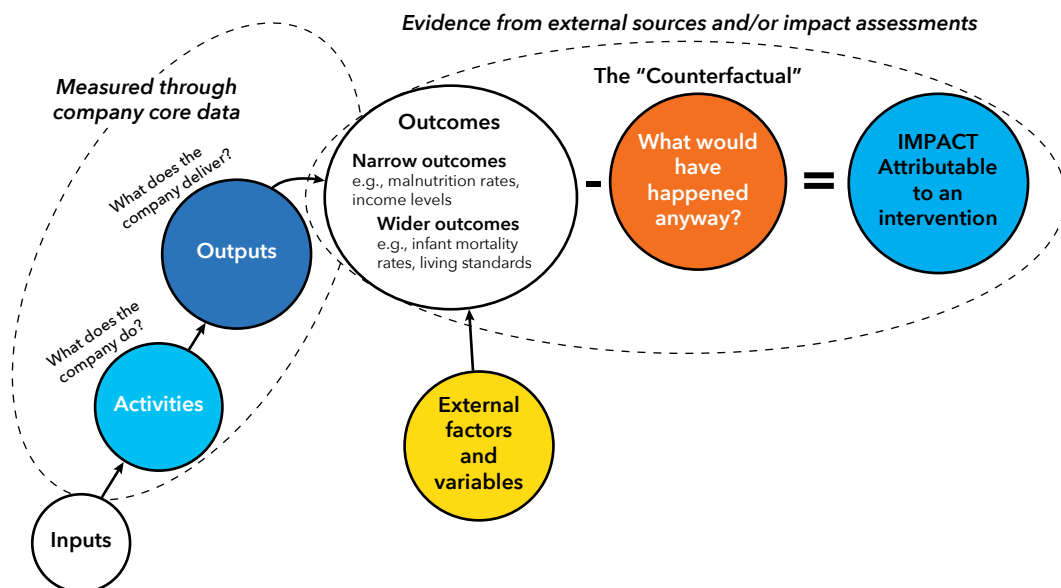 Evidence from external sources and/or impact assessments
Measured through
company core data
The “Counterfactual”
What does the
company deliver?
Outcomes
Narrow outcomes
e.g., malnutrition rates,
income levels
Wider outcomes
e.g., infant mortality
rates, living standards
-
What would
have
happened
anyway?
=
IMPACT
Attributable
to an
intervention
Outputs
What does the
company do?
Activities
External
factors
and
variables
Inputs